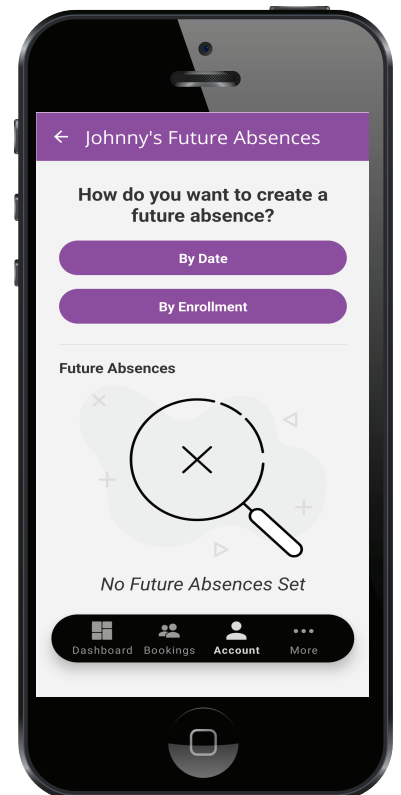 Johnny's Future Absences
How do you want to create a
future absence?
By Date
By Enrollment
Future Absences
No Future Absences Set
Dashboard Bookings Account More